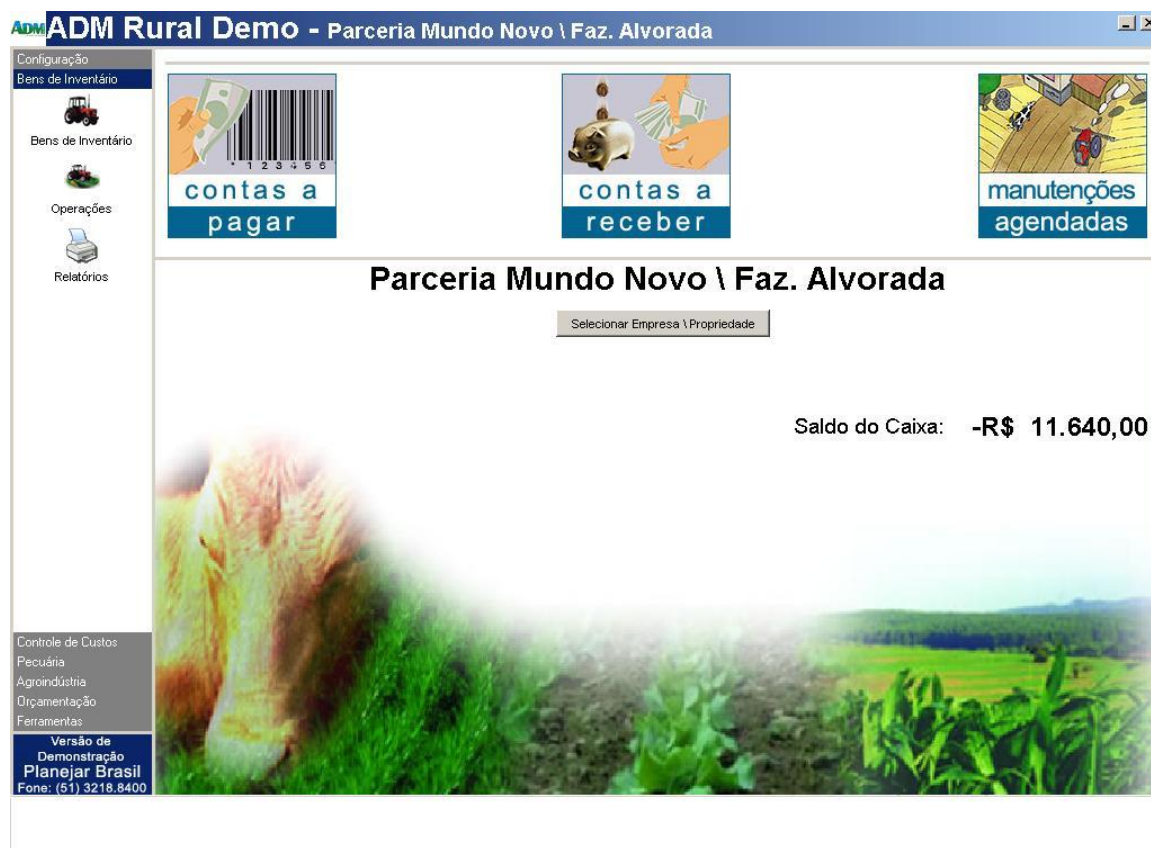 ADM ADM Rural Demo - Parceria Mundo Novo \ Faz. Alvorada
Configuração
Bens de Inventário
Bens de Inventário
Operações
Relatórios
* 1 2 3 4 5 6
contas a
pagar
contas a
receber
manutenções
agendadas
Parceria Mundo Novo \ Faz. Alvorada
Selecionar Empresa \ Propriedade
Saldo do Caixa: -R$ 11.640,00
Controle de Custos
Pecuária
Agroindústria
Orçamentação
Ferramentas
Versão de
Demonstração
Planejar Brasil
Fone: (51) 3218.8400